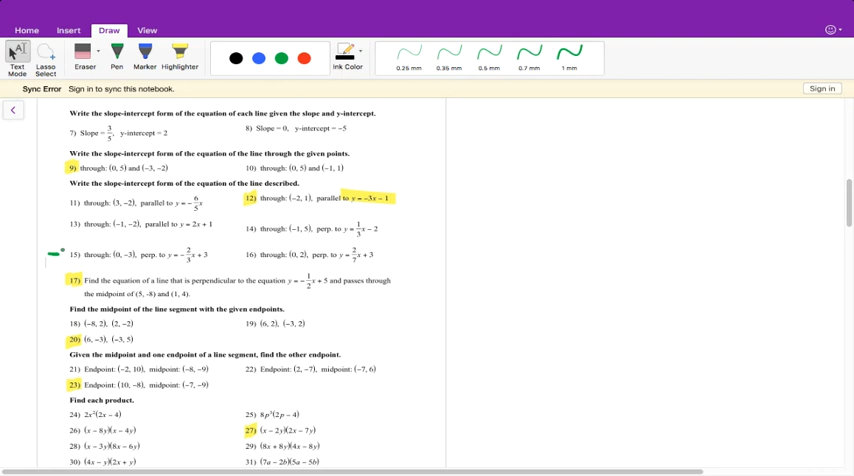 Home Insert Draw View
Text Mode Lasso Select Eraser Pen Marker Highlighter Ink Color 0.25 mm 0.35 mm 0.5 mm 0.7 mm 1 mm
Sync Error Sign in to sync this notebook. Sign in
Write the slope-intercept form of the equation of each line given the slope and y-intercept.
7) Slope = 3/5, y-intercept = 2 8) Slope = 0, y-intercept = −5
Write the slope-intercept form of the equation of the line through the given points.
9) through: (0, 5) and (−3, −2) 10) through: (0, 5) and (−1, 1)
Write the slope-intercept form of the equation of the line described.
11) through: (3, −2), parallel to y = −6/5x 12) through: (−2, 1), parallel to y = −3x − 1
13) through: (−1, −2), parallel to y = 2x + 1 14) through: (−1, 5), perp. to y = 1/3x − 2
15) through: (0, −3), perp. to y = −2/3x + 3 16) through: (0, 2), perp. to y = 2/7x + 3
17) Find the equation of a line that is perpendicular to the equation y = −1/2x + 5 and passes through
the midpoint of (5, -8) and (1, 4).
Find the midpoint of the line segment with the given endpoints.
18) (−8, 2), (2, −2) 19) (6, 2), (−3, 2)
20) (6, −3), (−3, 5)
Given the midpoint and one endpoint of a line segment, find the other endpoint.
21) Endpoint: (−2, 10), midpoint: (−8, −9) 22) Endpoint: (2, −7), midpoint: (−7, 6)
23) Endpoint: (10, −8), midpoint: (−7, −9)
Find each product.
24) 2x²(2x − 4) 25) 8p³(2p − 4)
26) (x − 8y)(x − 4y) 27) (x − 2y)(2x − 7y)
28) (x − 3y)(8x − 6y) 29) (8x + 8y)(4x − 8y)
30) (4x − y)(2x + y) 31) (7a − 2b)(5a − 5b)